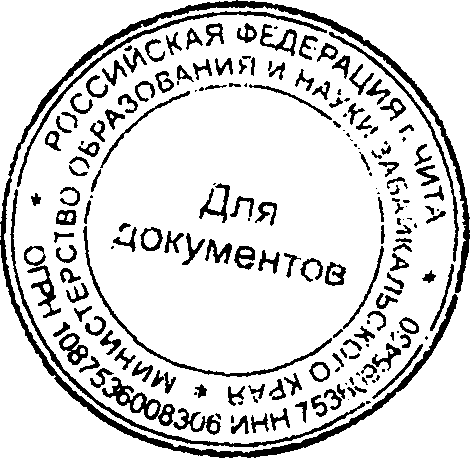 РОССИЙСКАЯ ФЕДЕРАЦИЯ г. ЧИТА
* ОГРН 1087536008306 ИНН *
МИНИСТЕРСТВО ОБРАЗОВАНИЯ И НАУКИ ЗАБАЙКАЛЬСКОГО КРАЯ *
Для
документов